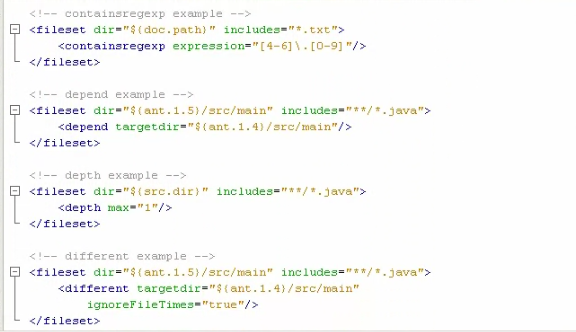 <!-- containsregexp example -->
<fileset dir="${doc.path}" includes="*.txt">
<containsregexp expression="[4-6]\.[0-9]"/>
</fileset>
<!-- depend example -->
<fileset dir="${ant.1.5}/src/main" includes="**/*.java">
<depend targetdir="${ant.1.4}/src/main"/>
</fileset>
<!-- depth example -->
<fileset dir="${src.dir}" includes="**/*.java">
<depth max="1"/>
</fileset>
<!-- different example -->
<fileset dir="${ant.1.5}/src/main" includes="**/*.java">
<different targetdir="${ant.1.4}/src/main"
ignoreFileTimes="true"/>
</fileset>